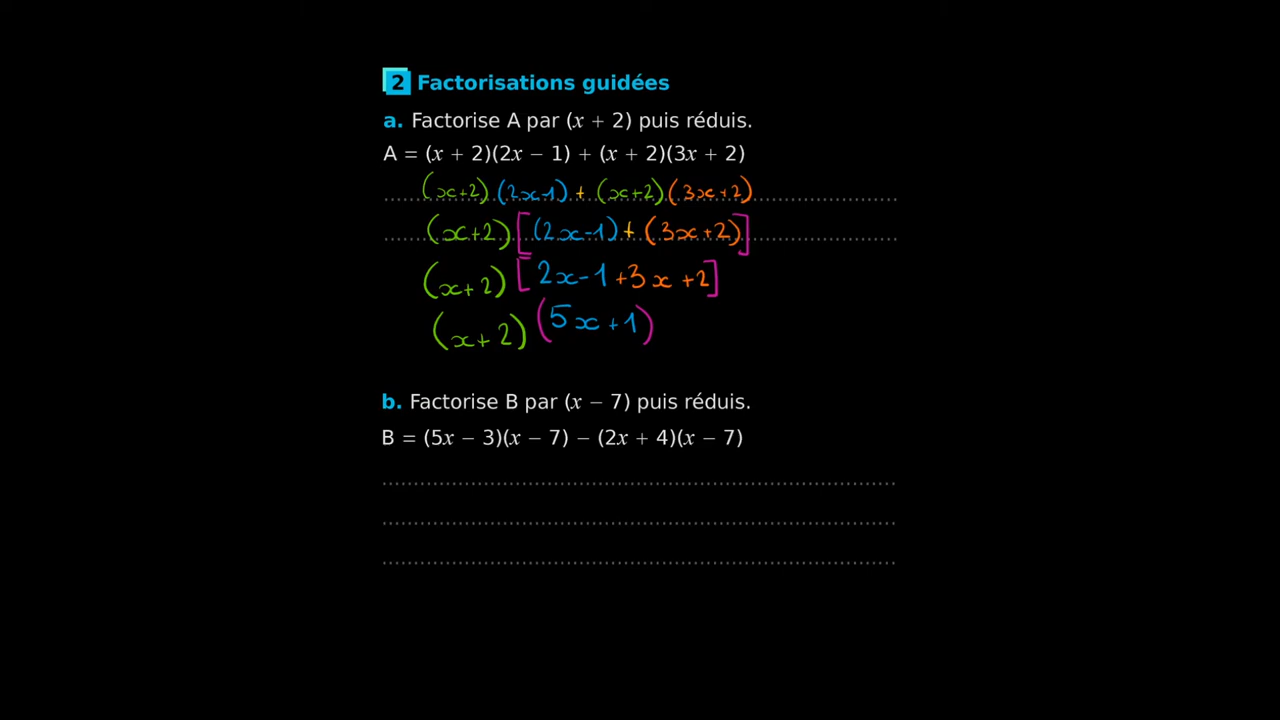 2 Factorisations guidées
a. Factorise A par (x + 2) puis réduis.
A = (x + 2)(2x − 1) + (x + 2)(3x + 2)
(x+2)(2x-1) + (x+2)(3x+2)
(x+2)[(2x-1)+(3x+2)]
(x+2)[2x-1+3x+2]
(x+2)(5x+1)
b. Factorise B par (x − 7) puis réduis.
B = (5x − 3)(x − 7) − (2x + 4)(x − 7)